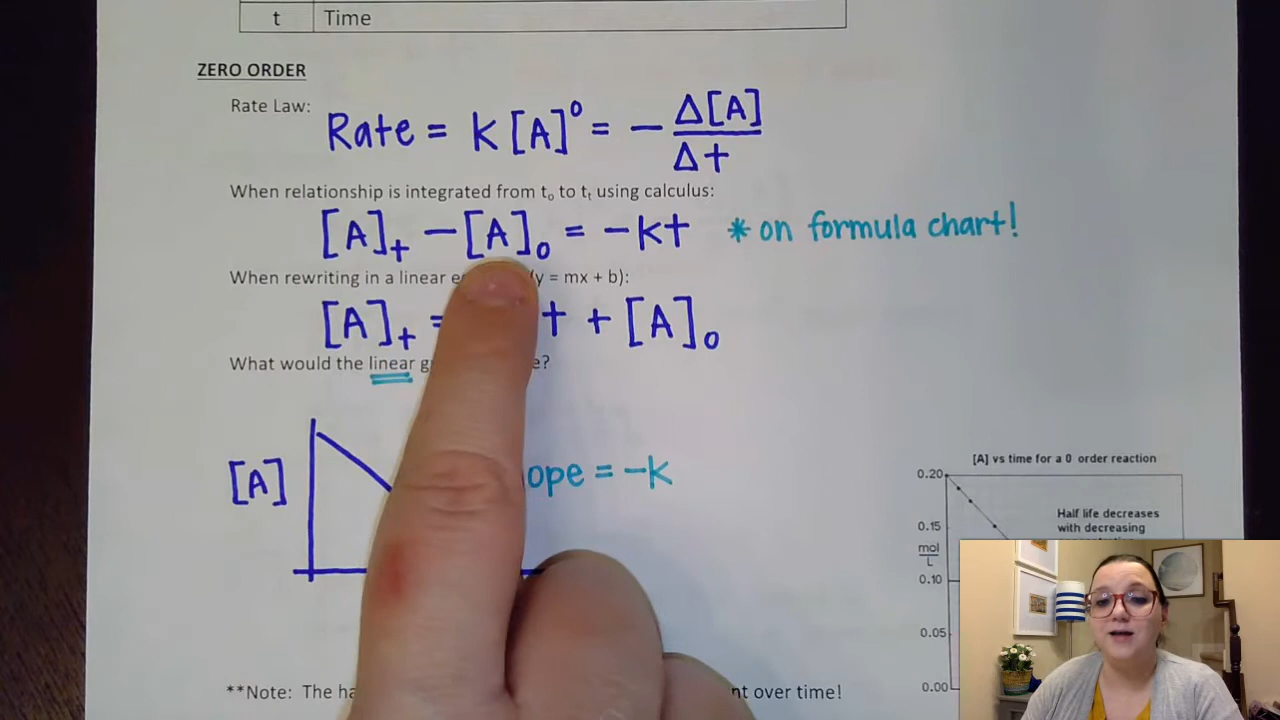 t Time
ZERO ORDER
Rate Law:
Rate = K[A]⁰ = - Δ[A]/Δt
When relationship is integrated from t₀ to tₜ using calculus:
[A]ₜ - [A]₀ = -kt * on formula chart!
When rewriting in a linear (y = mx + b):
[A]ₜ = t + [A]₀
What would the linear
[A] = -K
[A] vs time for a 0 order reaction
0.20
Half life decreases
with decreasing
0.15
mol
L
0.10
0.05
0.00
**Note: The over time!